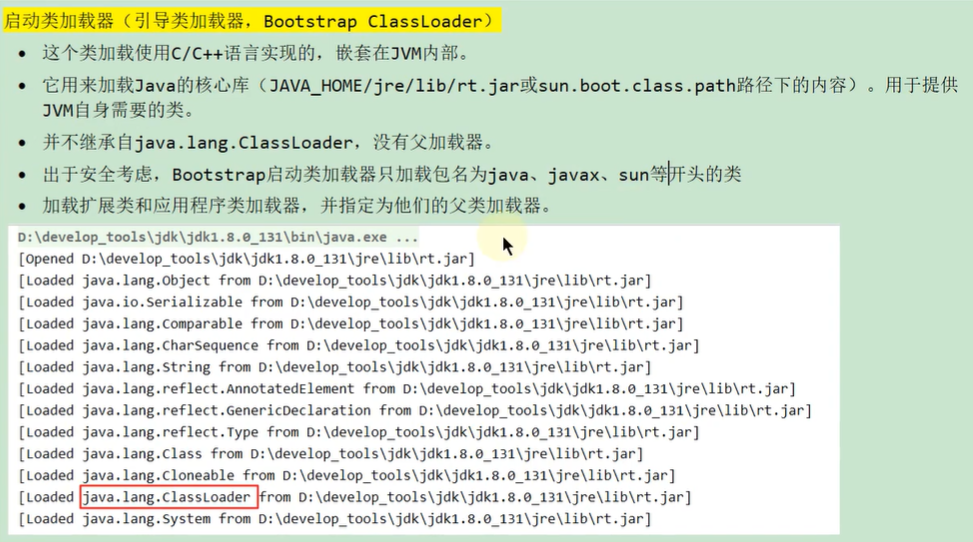 启动类加载器（引导类加载器，Bootstrap ClassLoader）
• 这个类加载使用C/C++语言实现的，嵌套在JVM内部。
• 它用来加载Java的核心库（JAVA_HOME/jre/lib/rt.jar或sun.boot.class.path路径下的内容）。用于提供
JVM自身需要的类。
• 并不继承自java.lang.ClassLoader，没有父加载器。
• 出于安全考虑，Bootstrap启动类加载器只加载包名为java、javax、sun等开头的类
• 加载扩展类和应用程序类加载器，并指定为他们的父类加载器。
D:\develop_tools\jdk\jdk1.8.0_131\bin\java.exe ...
[Opened D:\develop_tools\jdk\jdk1.8.0_131\jre\lib\rt.jar]
[Loaded java.lang.Object from D:\develop_tools\jdk\jdk1.8.0_131\jre\lib\rt.jar]
[Loaded java.io.Serializable from D:\develop_tools\jdk\jdk1.8.0_131\jre\lib\rt.jar]
[Loaded java.lang.Comparable from D:\develop_tools\jdk\jdk1.8.0_131\jre\lib\rt.jar]
[Loaded java.lang.CharSequence from D:\develop_tools\jdk\jdk1.8.0_131\jre\lib\rt.jar]
[Loaded java.lang.String from D:\develop_tools\jdk\jdk1.8.0_131\jre\lib\rt.jar]
[Loaded java.lang.reflect.AnnotatedElement from D:\develop_tools\jdk\jdk1.8.0_131\jre\lib\rt.jar]
[Loaded java.lang.reflect.GenericDeclaration from D:\develop_tools\jdk\jdk1.8.0_131\jre\lib\rt.jar]
[Loaded java.lang.reflect.Type from D:\develop_tools\jdk\jdk1.8.0_131\jre\lib\rt.jar]
[Loaded java.lang.Class from D:\develop_tools\jdk\jdk1.8.0_131\jre\lib\rt.jar]
[Loaded java.lang.Cloneable from D:\develop_tools\jdk\jdk1.8.0_131\jre\lib\rt.jar]
[Loaded java.lang.ClassLoader from D:\develop_tools\jdk\jdk1.8.0_131\jre\lib\rt.jar]
[Loaded java.lang.System from D:\develop_tools\jdk\jdk1.8.0_131\jre\lib\rt.jar]